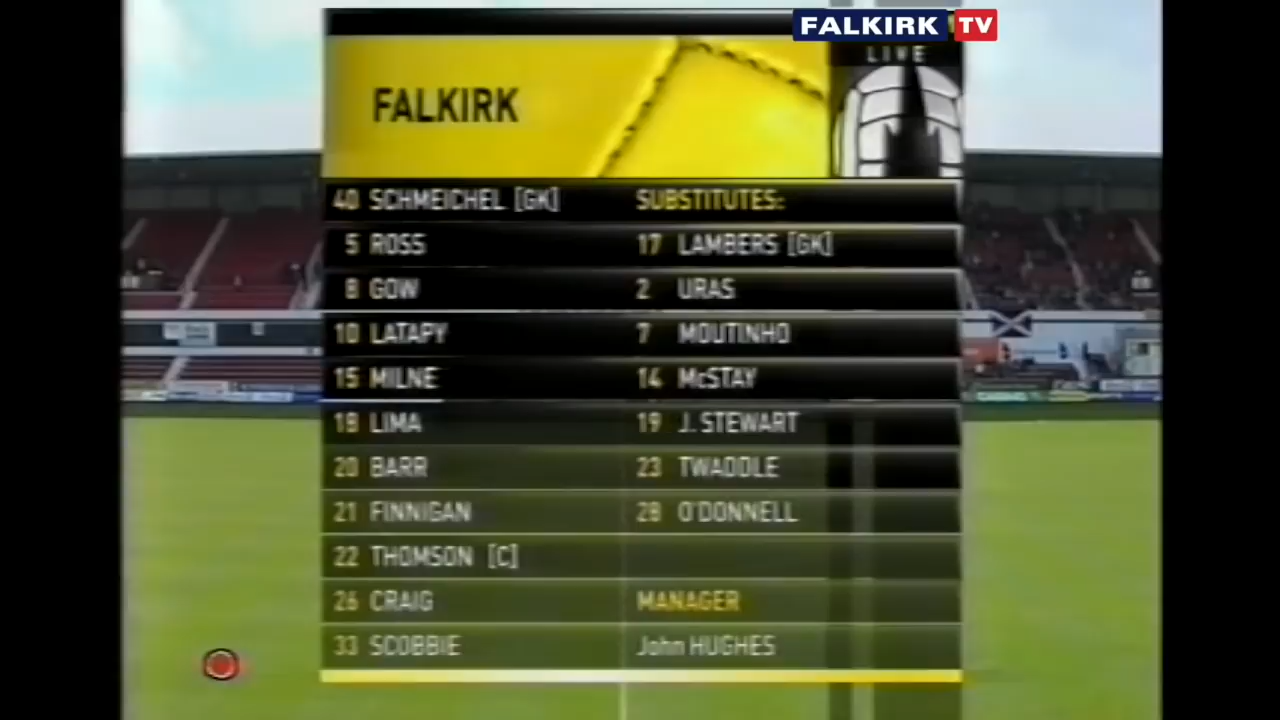 FALKIRK TV
LIVE
FALKIRK
40 SCHMEICHEL [GK]
5 ROSS
8 GOW
10 LATAPY
15 MILNE
18 LIMA
20 BARR
21 FINNIGAN
22 THOMSON [C]
26 CRAIG
33 SCOBBIE
SUBSTITUTES:
17 LAMBERS [GK]
2 URAS
7 MOUTINHO
14 McSTAY
19 J. STEWART
23 TWADDLE
28 O'DONNELL
MANAGER
John HUGHES